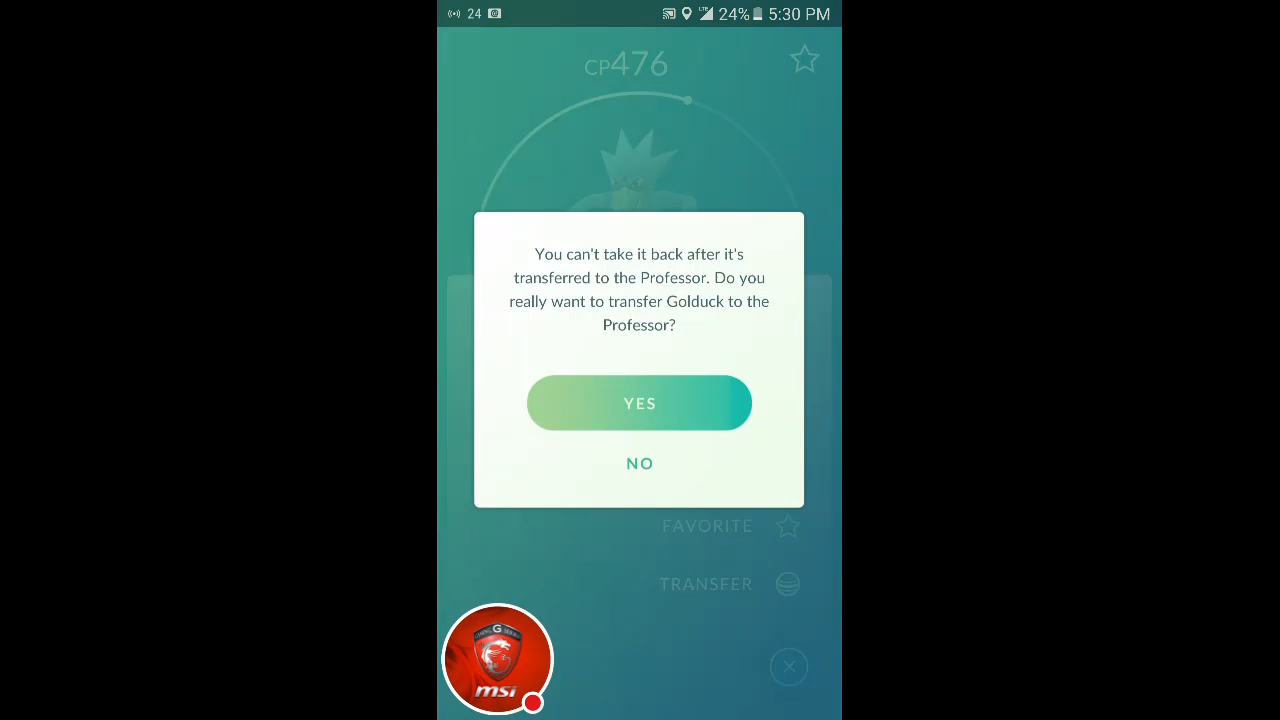 24
24% 5:30 PM
CP476
You can't take it back after it's
transferred to the Professor. Do you
really want to transfer Golduck to the
Professor?
YES
NO
FAVORITE
TRANSFER
G
msi